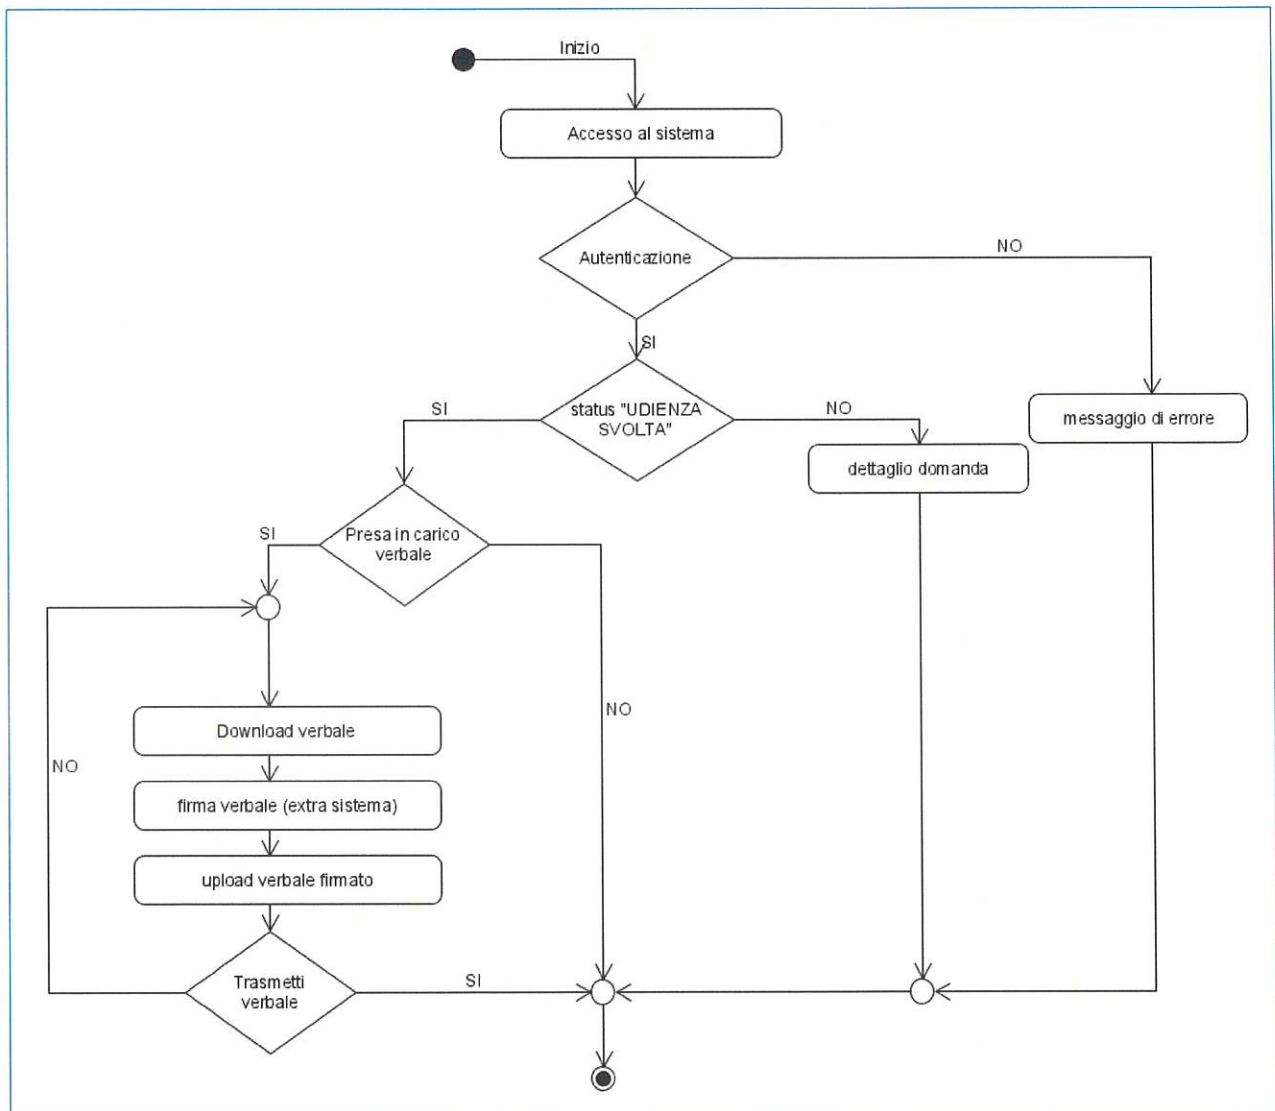 Inizio
Accesso al sistema
Autenticazione
NO
SI
status "UDIENZA
SVOLTA"
SI
NO
messaggio di errore
dettaglio domanda
Presa in carico
verbale
SI
NO
Download verbale
NO
firma verbale (extra sistema)
upload verbale firmato
Trasmetti
verbale
SI